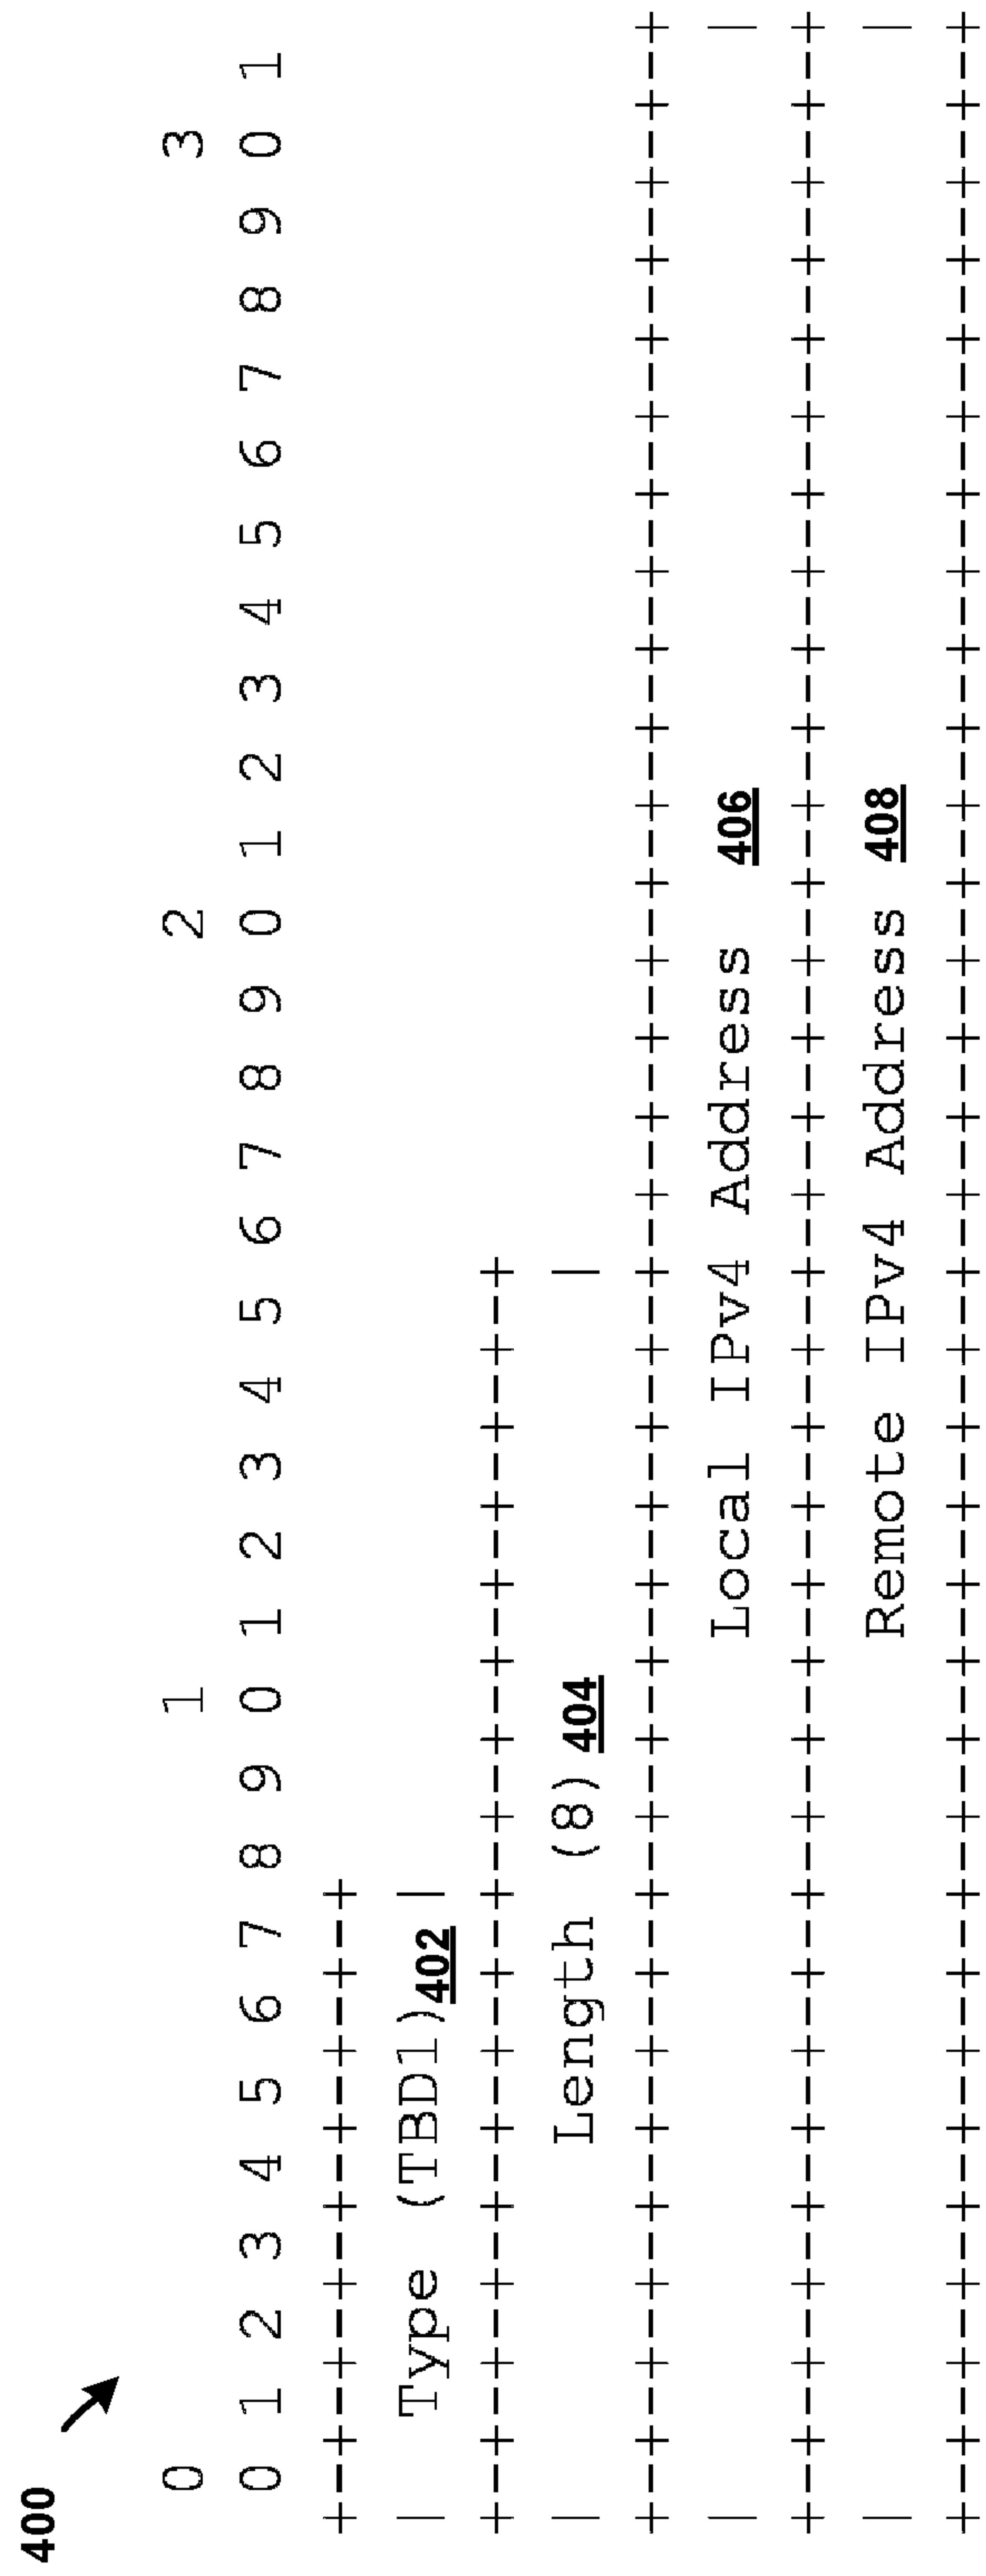 400
 0                   1                   2                   3
 0 1 2 3 4 5 6 7 8 9 0 1 2 3 4 5 6 7 8 9 0 1 2 3 4 5 6 7 8 9 0 1
+-+-+-+-+-+-+-+-+
| Type (TBD1) 402 |
+-+-+-+-+-+-+-+-+-+-+-+-+-+-+-+-+
| Length (8) 404 |
+-+-+-+-+-+-+-+-+-+-+-+-+-+-+-+-+-+-+-+-+-+-+-+-+-+-+-+-+-+-+-+-+
| Local IPv4 Address 406 |
+-+-+-+-+-+-+-+-+-+-+-+-+-+-+-+-+-+-+-+-+-+-+-+-+-+-+-+-+-+-+-+-+
| Remote IPv4 Address 408 |
+-+-+-+-+-+-+-+-+-+-+-+-+-+-+-+-+-+-+-+-+-+-+-+-+-+-+-+-+-+-+-+-+